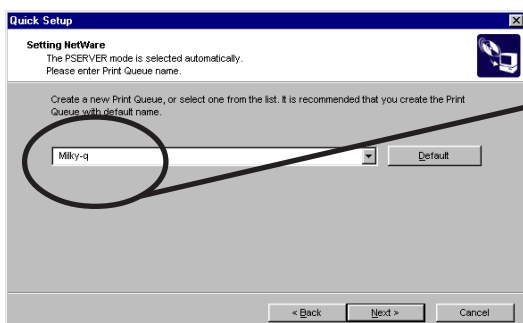 Quick Setup
Setting NetWare
The PSERVER mode is selected automatically.
Please enter Print Queue name.
Create a new Print Queue, or select one from the list. It is recommended that you create the Print
Queue with default name.
Milky-q
Default
< Back
Next >
Cancel